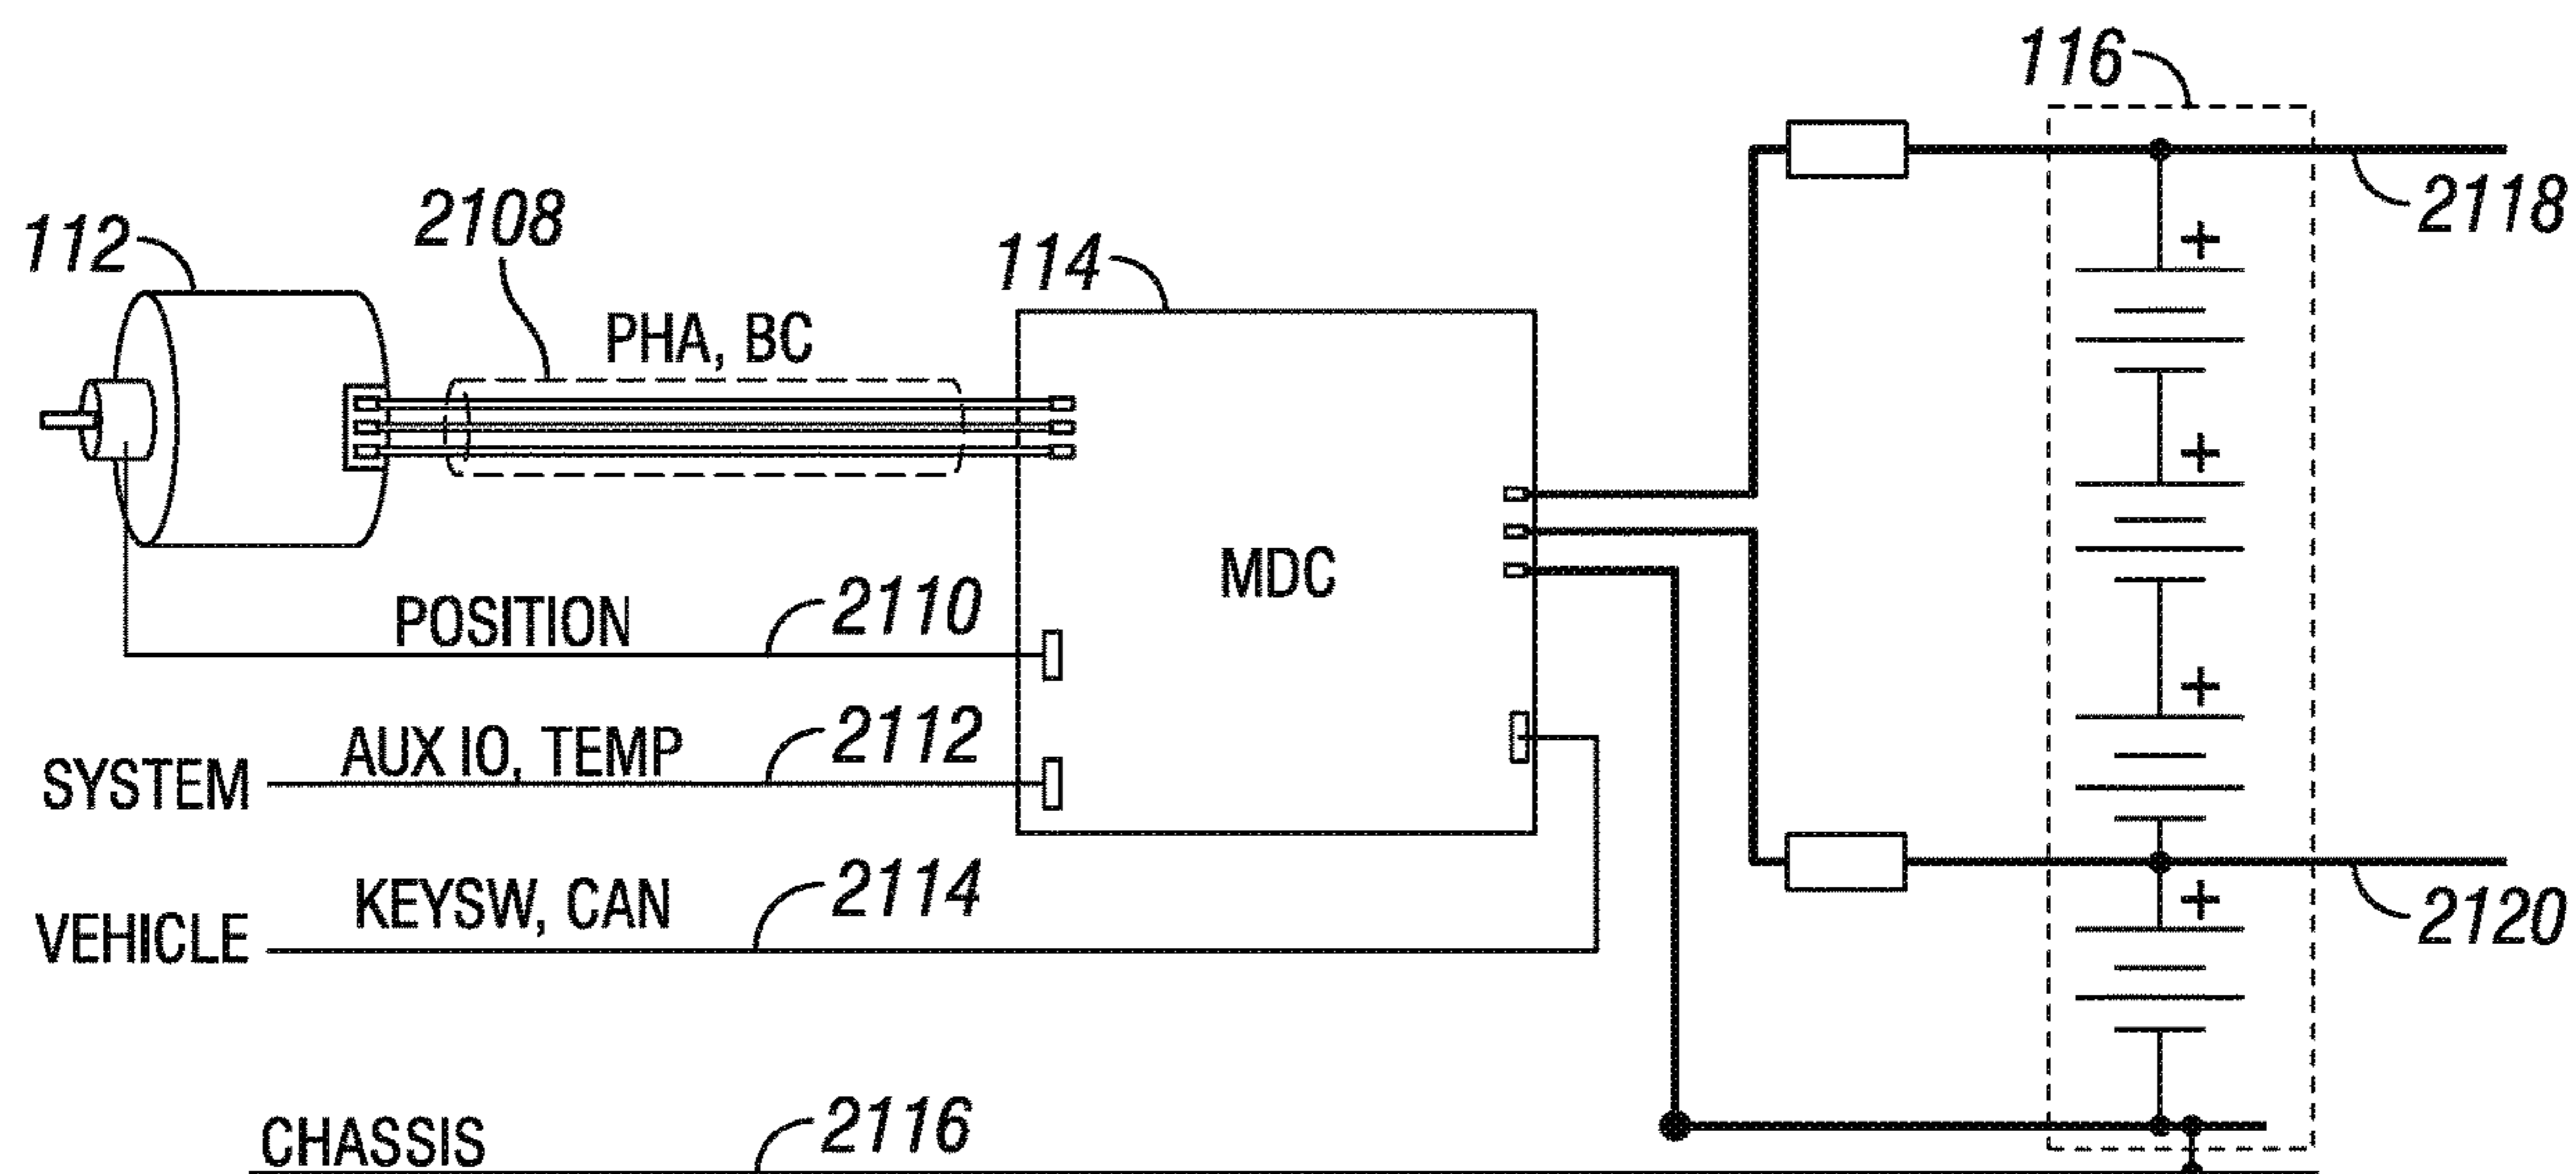 116
2118
2108
112
114
PHA, BC
+
+
MDC
POSITION
2110
+
AUX IO, TEMP
2112
SYSTEM
KEYSW, CAN
2114
+
VEHICLE
2120
CHASSIS
2116